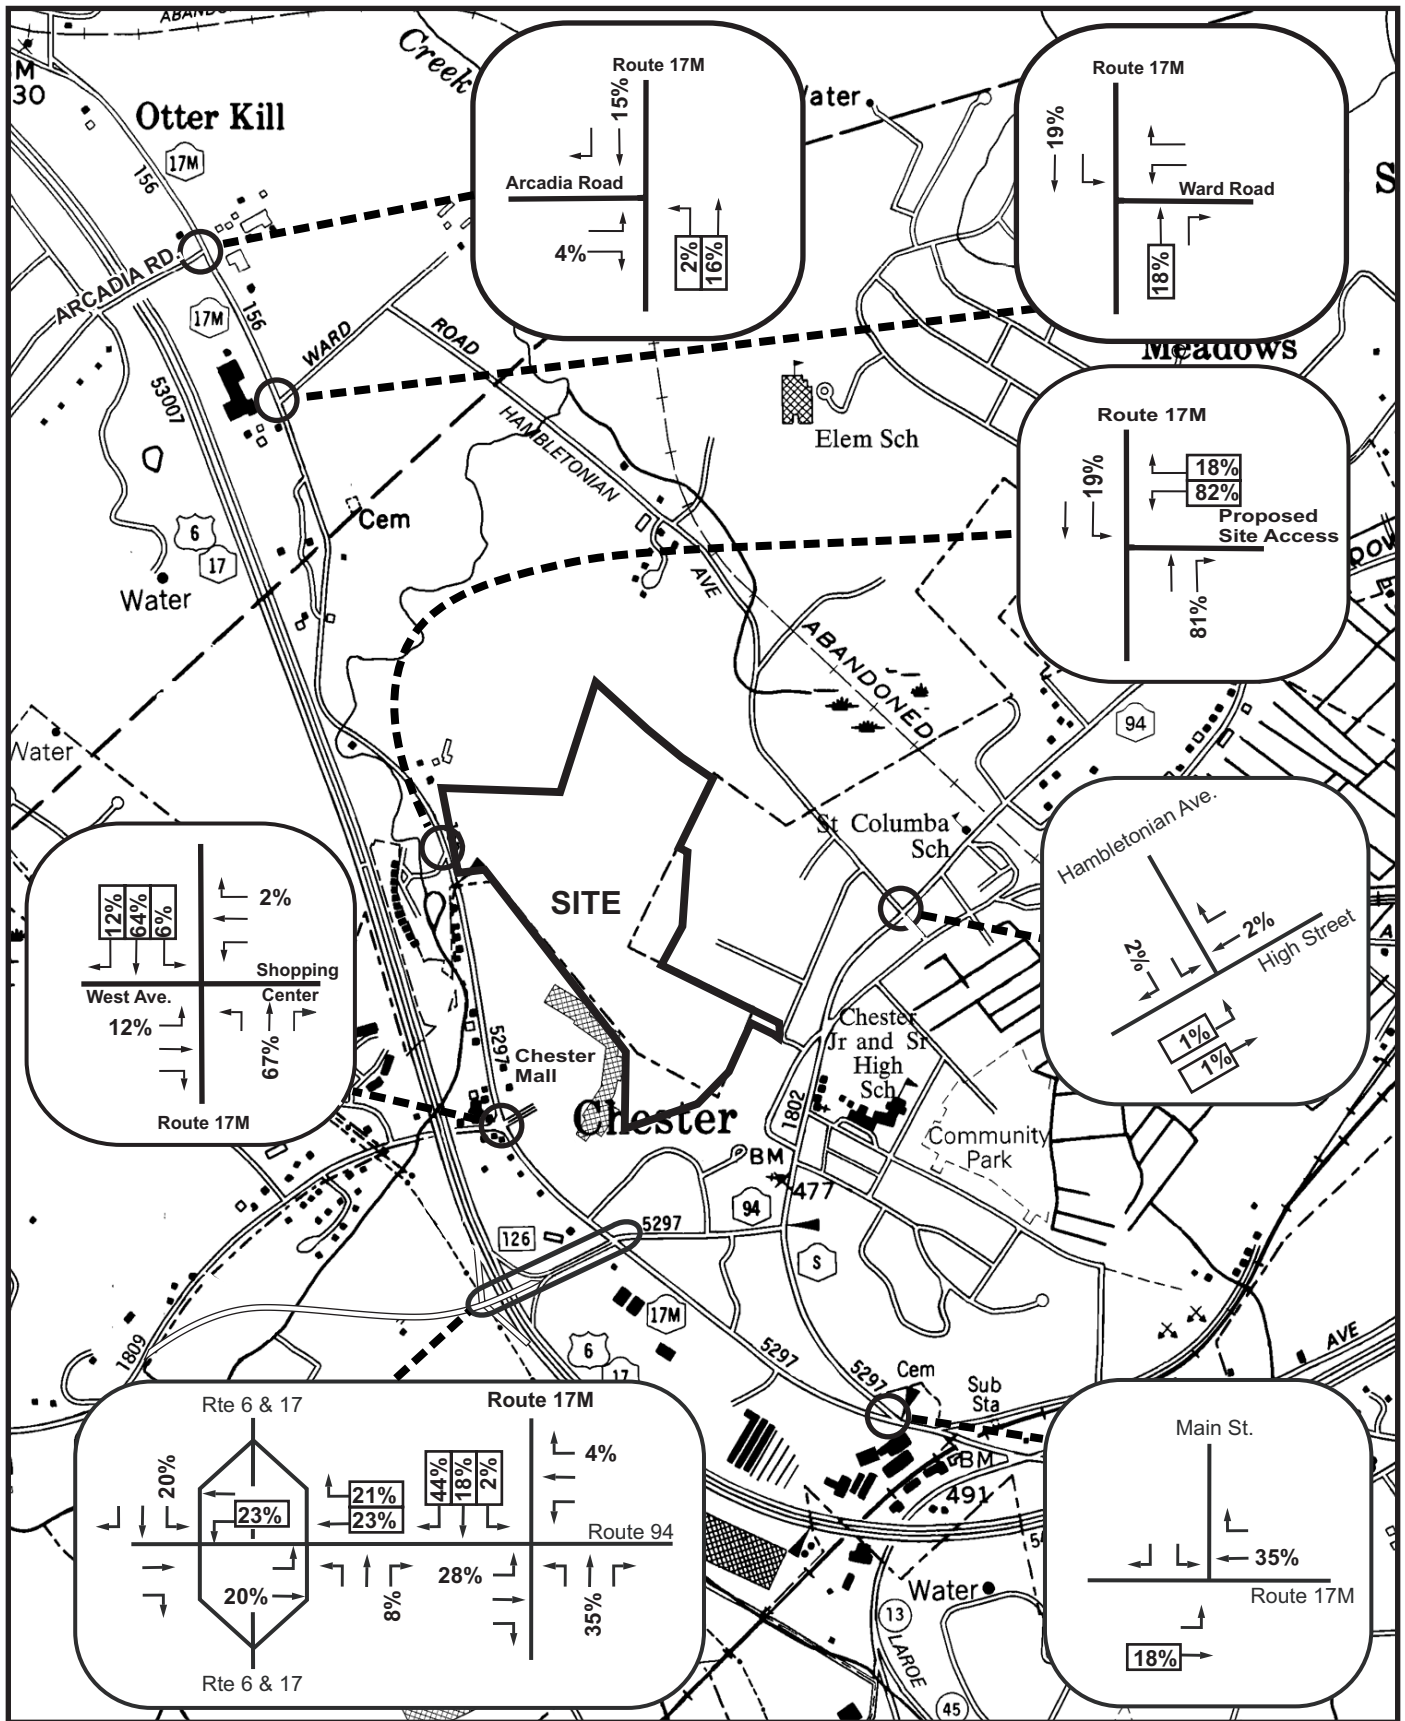 ABANDON
M
30
Otter Kill
17M
156
Creek
Route 17M
15%
Arcadia Road
4%
2%
16%
ater
Route 17M
19%
Ward Road
18%
S
ARCADIA RD.
17M
156
WARD
ROAD
53007
HAMBLETONIAN
AVE
Elem Sch
Meadows
Route 17M
19%
18%
82%
Proposed
Site Access
81%
DOW
6
17
Cem
Water
ABANDONED
94
Water
St Columba
Sch
SITE
12%
64%
6%
2%
Shopping
Center
West Ave.
12%
67%
Route 17M
Hambletonian Ave.
2%
2%
High Street
1%
1%
A
5297
Chester
Mall
Chester
Chester
Jr and Sr
High
Sch
1802
Community
Park
BM
477
94
5297
126
S
17M
1809
6
17
5297
5297
Cem
Sub
Sta
AVE
BM
491
Rte 6 & 17
20%
23%
21%
23%
20%
8%
Rte 6 & 17
Route 17M
44%
18%
2%
4%
Route 94
28%
35%
54
Water
13
LAROE
45
Main St.
35%
Route 17M
18%